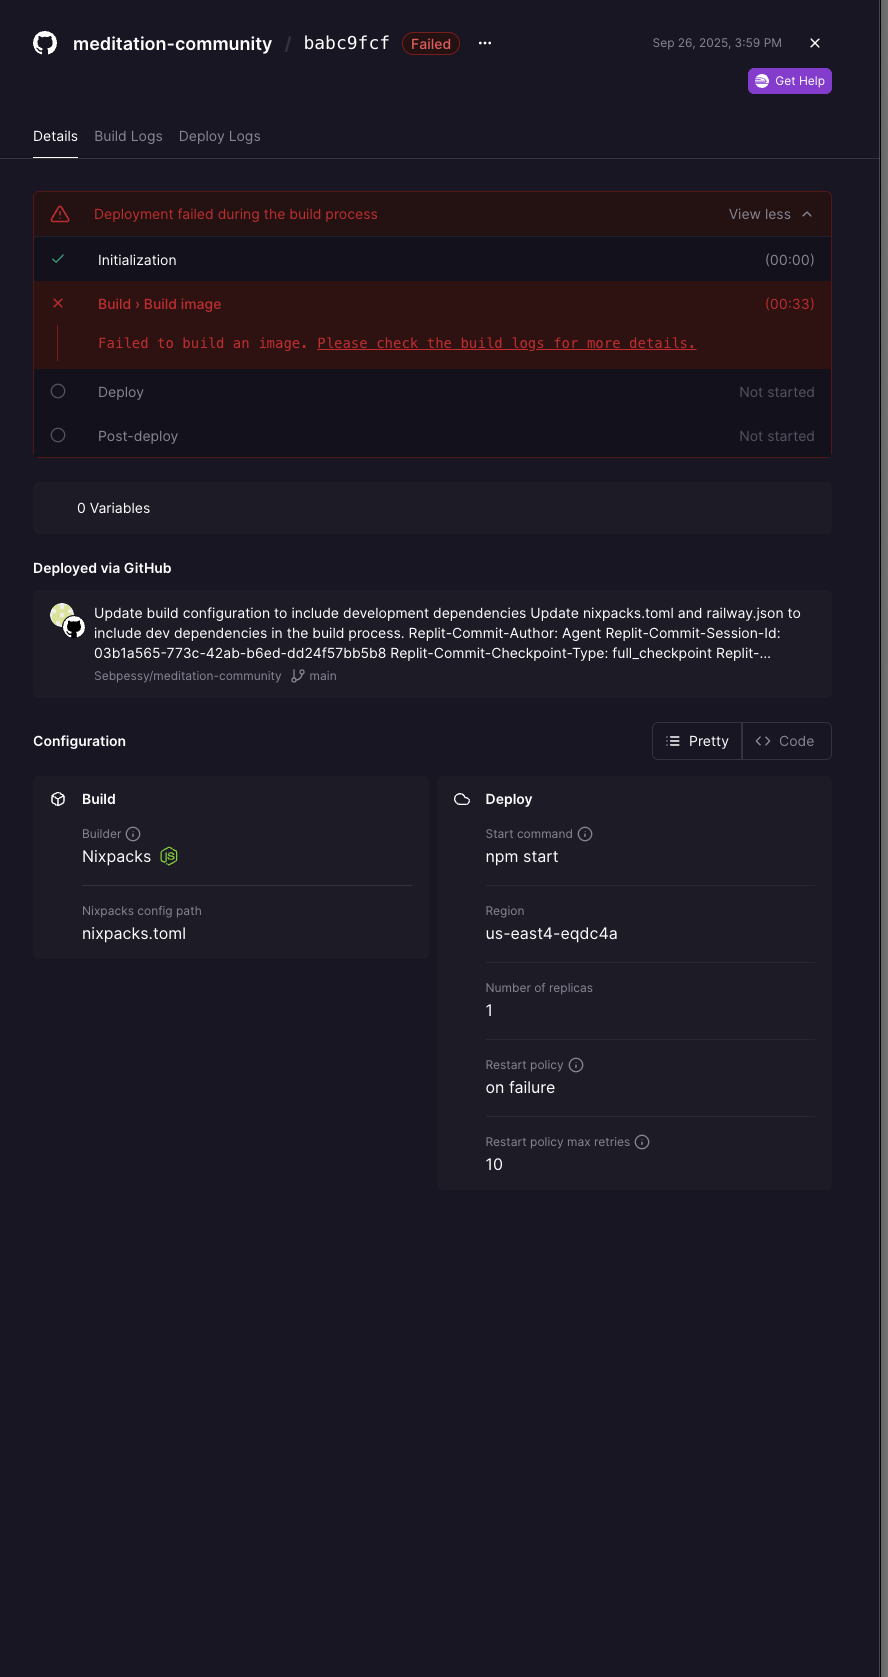 meditation-community / babc9fcf Failed ··· Sep 26, 2025, 3:59 PM
Get Help
Details Build Logs Deploy Logs
Deployment failed during the build process View less
Initialization (00:00)
Build › Build image (00:33)
Failed to build an image. Please check the build logs for more details.
Deploy Not started
Post-deploy Not started
0 Variables
Deployed via GitHub
Update build configuration to include development dependencies Update nixpacks.toml and railway.json to
include dev dependencies in the build process. Replit-Commit-Author: Agent Replit-Commit-Session-Id:
03b1a565-773c-42ab-b6ed-dd24f57bb5b8 Replit-Commit-Checkpoint-Type: full_checkpoint Replit-...
Sebpessy/meditation-community main
Configuration Pretty Code
Build
Builder
Nixpacks JS
Nixpacks config path
nixpacks.toml
Deploy
Start command
npm start
Region
us-east4-eqdc4a
Number of replicas
1
Restart policy
on failure
Restart policy max retries
10